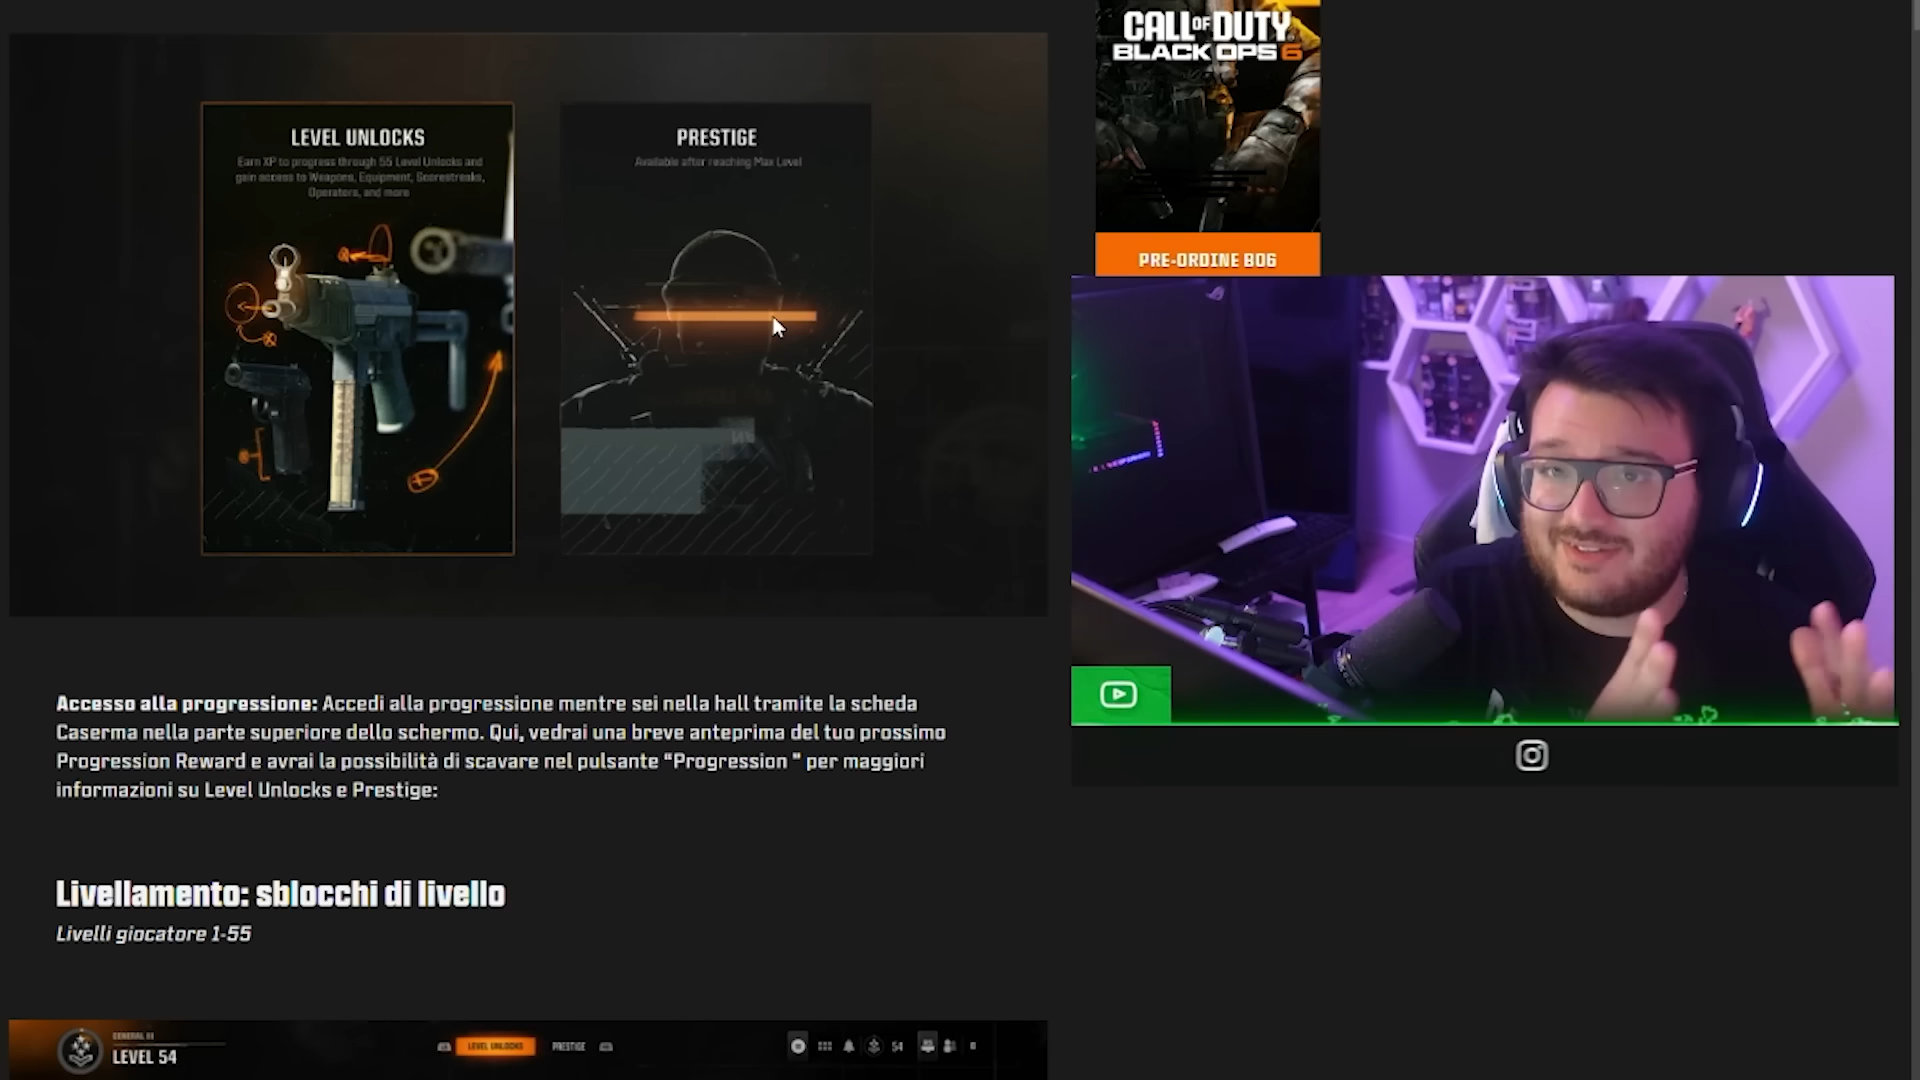 LEVEL UNLOCKS
Earn XP to progress through 55 Level Unlocks and
gain access to Weapons, Equipment, Scorestreaks,
Operators, and more
PRESTIGE
Available after reaching Max Level
CALL OF DUTY
BLACK OPS 6
PRE-ORDINE BO6
Accesso alla progressione: Accedi alla progressione mentre sei nella hall tramite la scheda
Caserma nella parte superiore dello schermo. Qui, vedrai una breve anteprima del tuo prossimo
Progression Reward e avrai la possibilità di scavare nel pulsante “Progression ” per maggiori
informazioni su Level Unlocks e Prestige:
Livellamento: sblocchi di livello
Livelli giocatore 1-55
LEVEL 54
LEVEL UNLOCKS
PRESTIGE
54